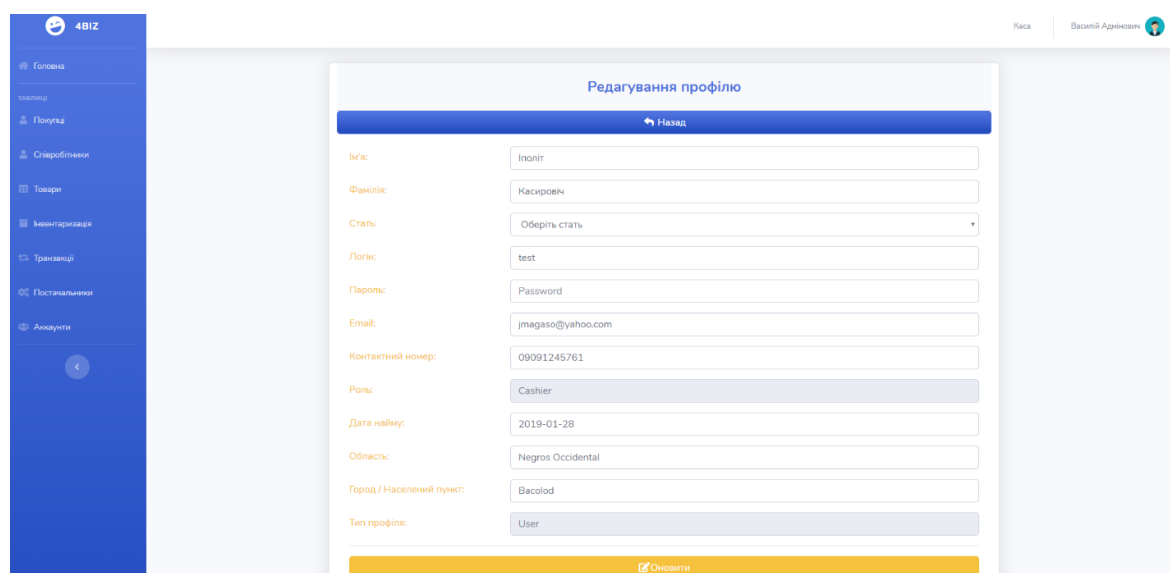 4BIZ
Каса
Василій Адмінович
Головна
ТАБЛИЦІ
Покупці
Співробітники
Товари
Інвентаризація
Транзакції
Постачальники
Аккаунти
Редагування профілю
Назад
Ім'я: Іполіт
Фамілія: Касировіч
Стать: Оберіть стать
Логін: test
Пароль: Password
Email: jmagaso@yahoo.com
Контактний номер: 09091245761
Роль: Cashier
Дата найму: 2019-01-28
Область: Negros Occidental
Город / Населений пункт: Bacolod
Тип профіля: User
Оновити